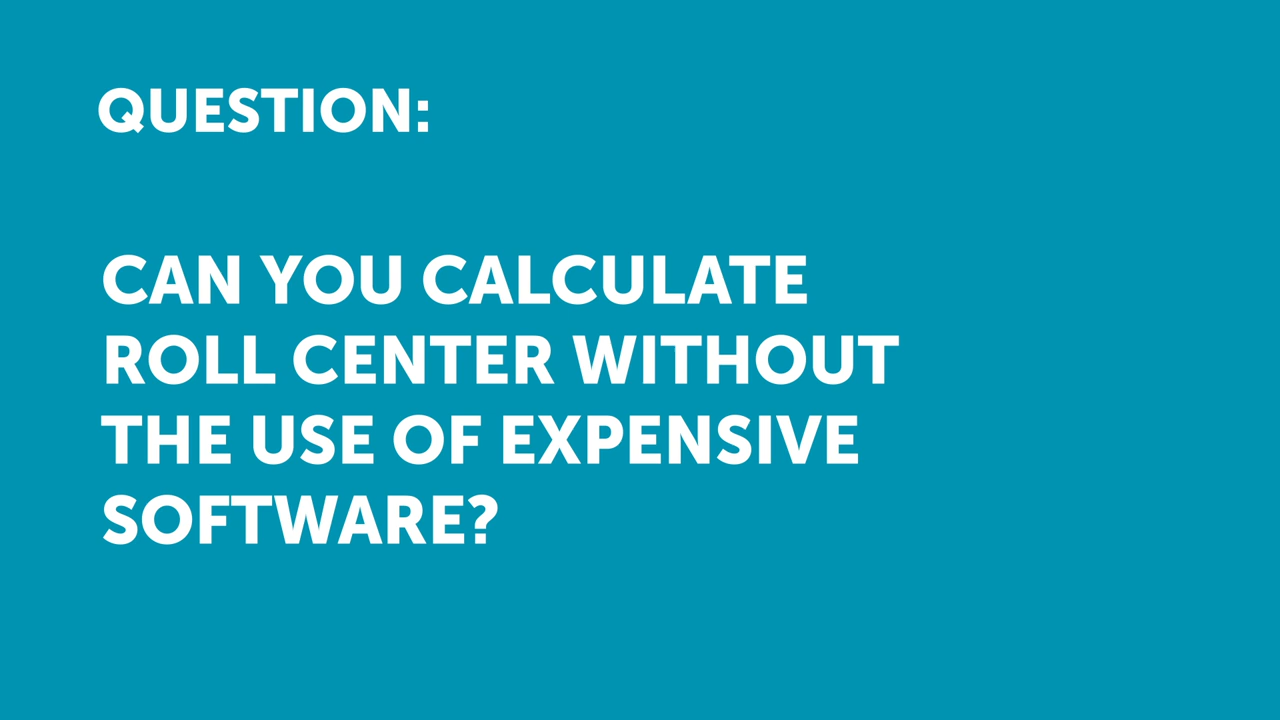 QUESTION:
CAN YOU CALCULATE
ROLL CENTER WITHOUT
THE USE OF EXPENSIVE
SOFTWARE?